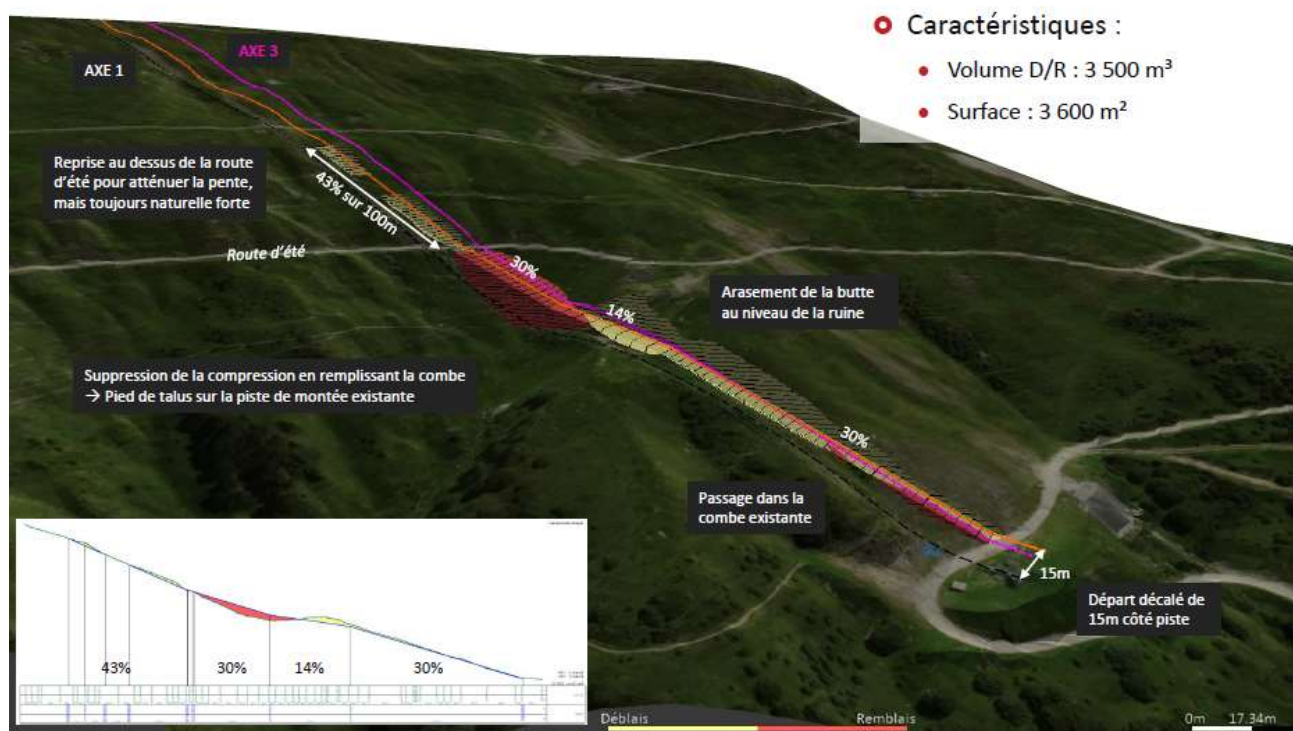 Caractéristiques :
Volume D/R : 3 500 m³
Surface : 3 600 m²
AXE 3
AXE 1
Reprise au dessus de la route
d'été pour atténuer la pente,
mais toujours naturelle forte
43% sur 100m
Route d'été
30%
14%
Arasement de la butte
au niveau de la ruine
Suppression de la compression en remplissant la combe
→ Pied de talus sur la piste de montée existante
30%
Passage dans la
combe existante
15m
Départ décalé de
15m côté piste
43% 30% 14% 30%
Déblais Remblais 0m 17.34m